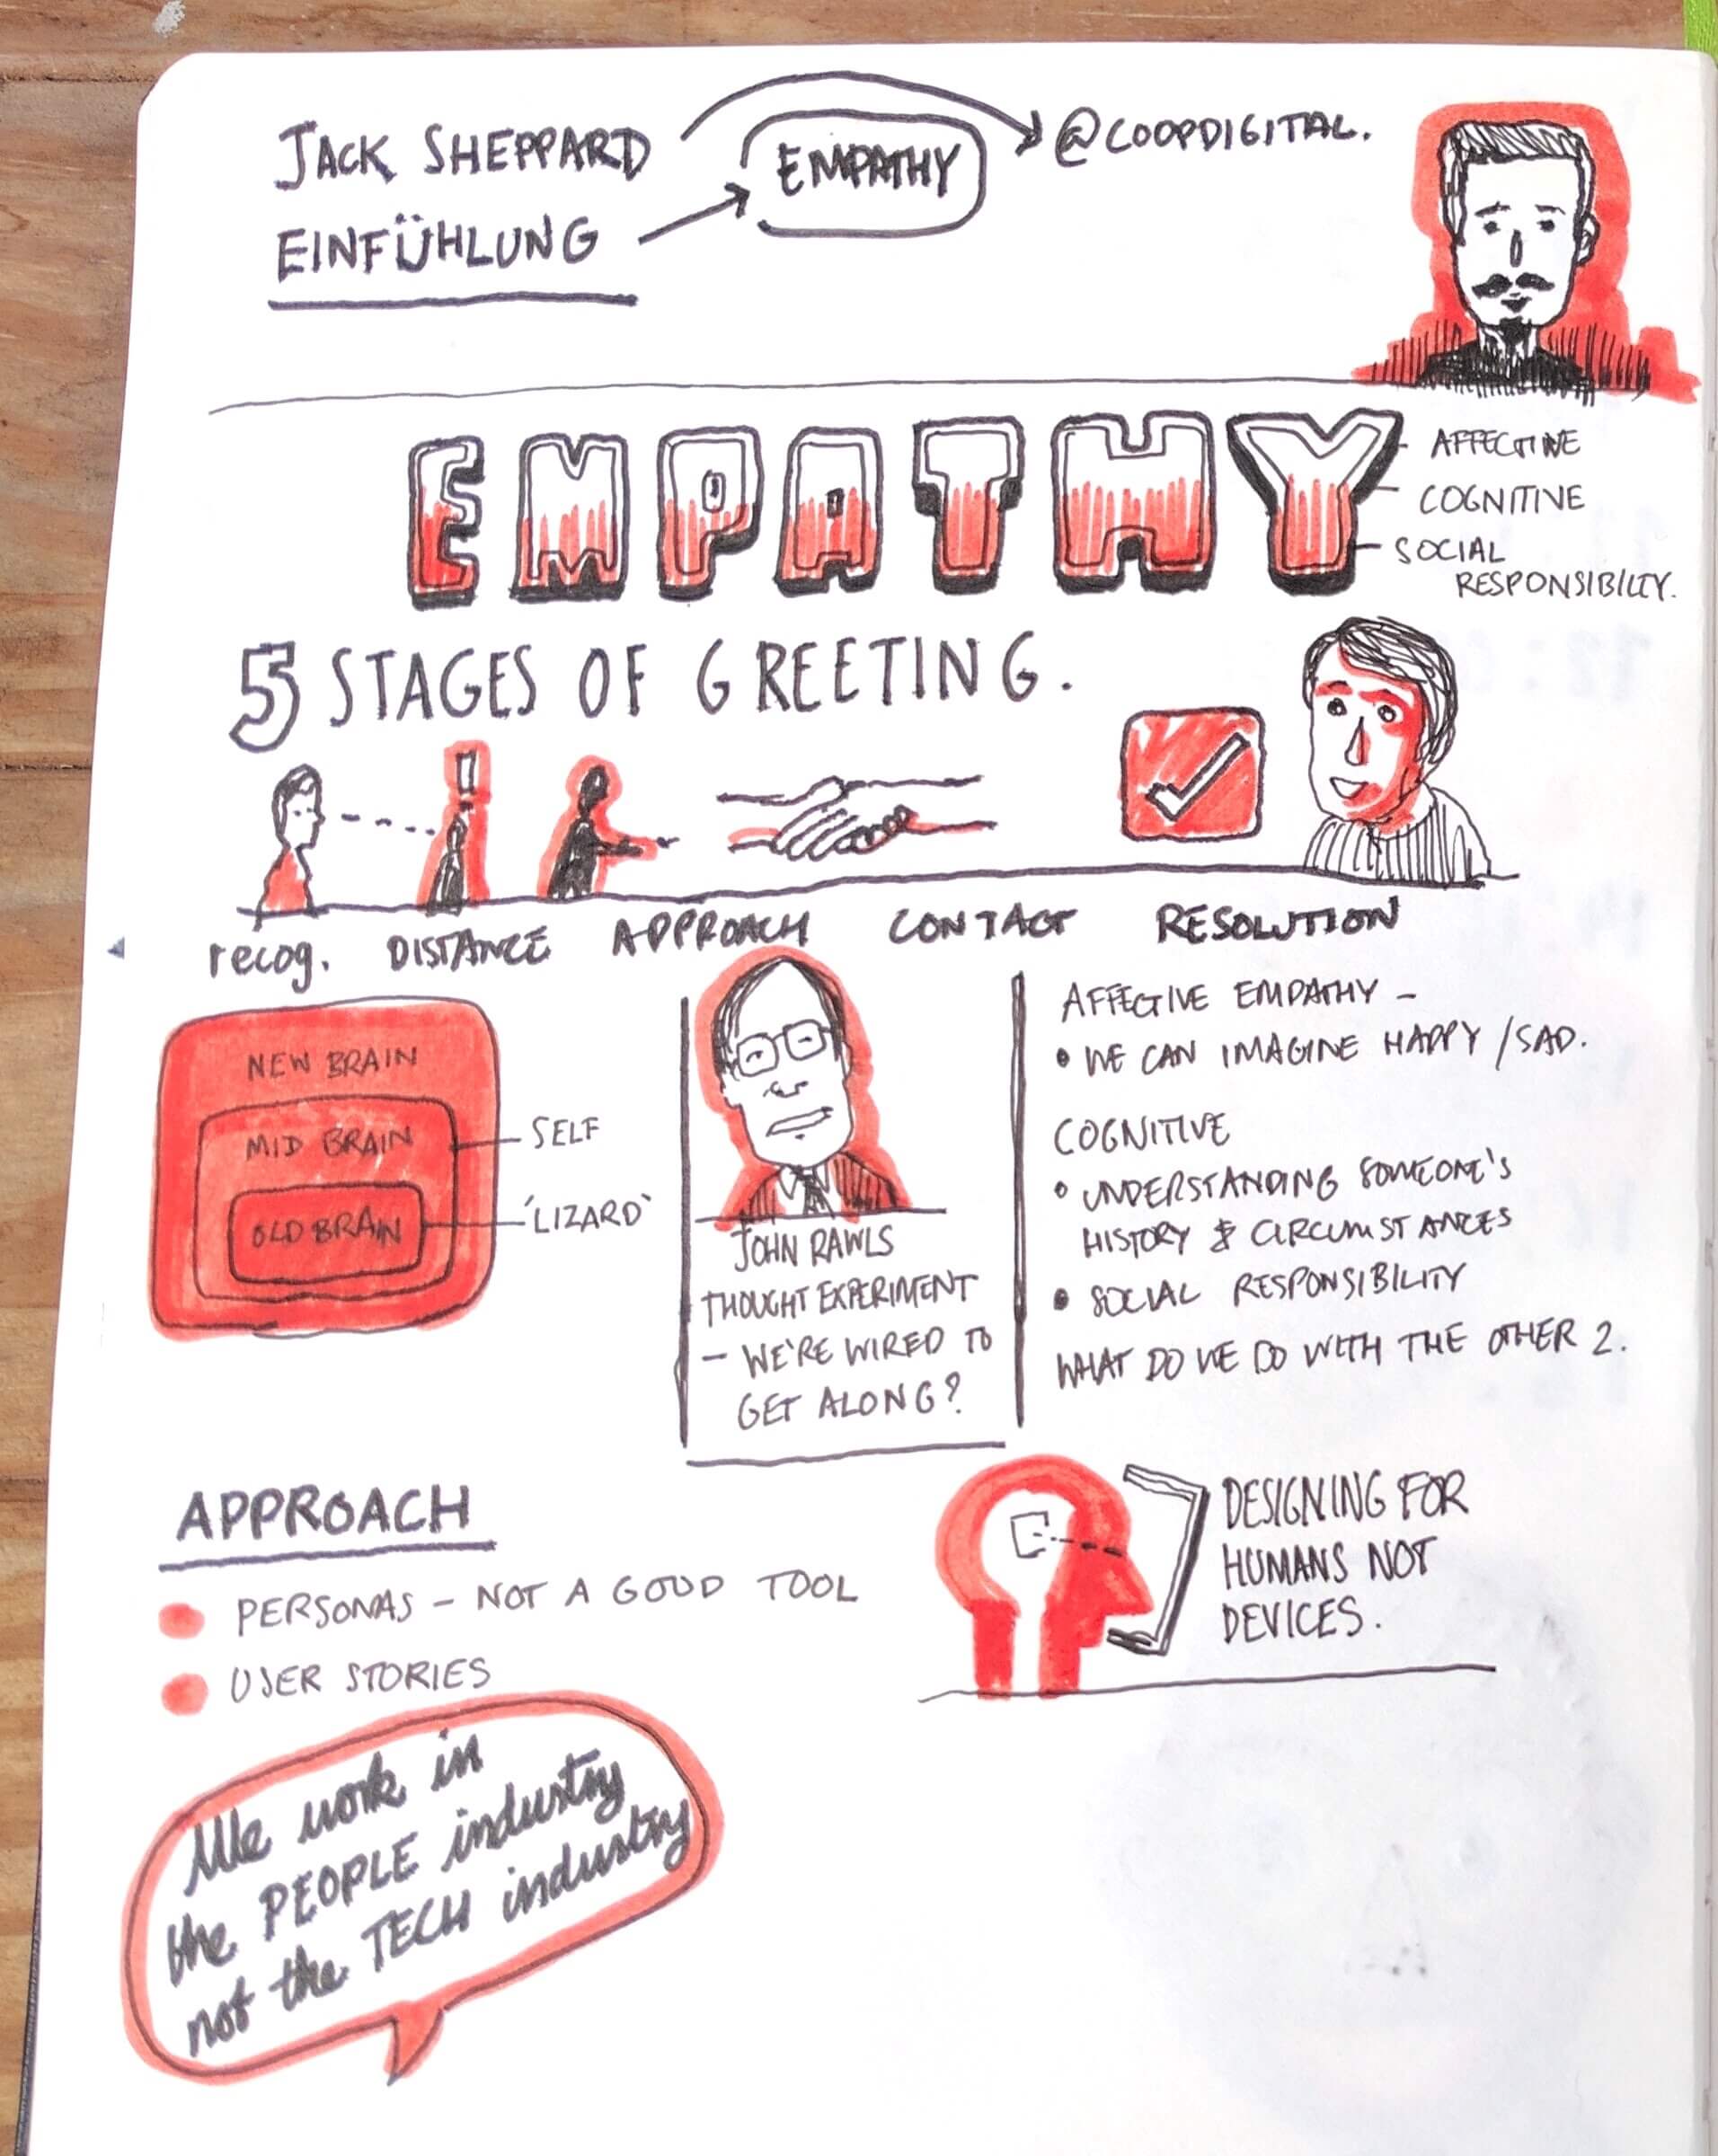 JACK SHEPPARD
EMPATHY
@COOPDIGITAL.
EINFÜHLUNG
EMPATHY
AFFECTIVE
COGNITIVE
SOCIAL
RESPONSIBILTY.
5 STAGES OF GREETING.
recog.
DISTANCE
APPROACH
CONTACT
RESOLUTION
NEW BRAIN
MID BRAIN
SELF
OLD BRAIN
'LIZARD'
JOHN RAWLS
THOUGHT EXPERIMENT
- WE'RE WIRED TO
GET ALONG?
AFFECTIVE EMPATHY -
• WE CAN IMAGINE HAPPY / SAD.
COGNITIVE
• UNDERSTANDING SOMEONE'S
HISTORY & CIRCUMSTANCES
• SOCIAL RESPONSIBILITY
WHAT DO WE DO WITH THE OTHER 2.
APPROACH
PERSONAS - NOT A GOOD TOOL
USER STORIES
DESIGNING FOR
HUMANS NOT
DEVICES.
We work in
the PEOPLE industry
not the TECH industry